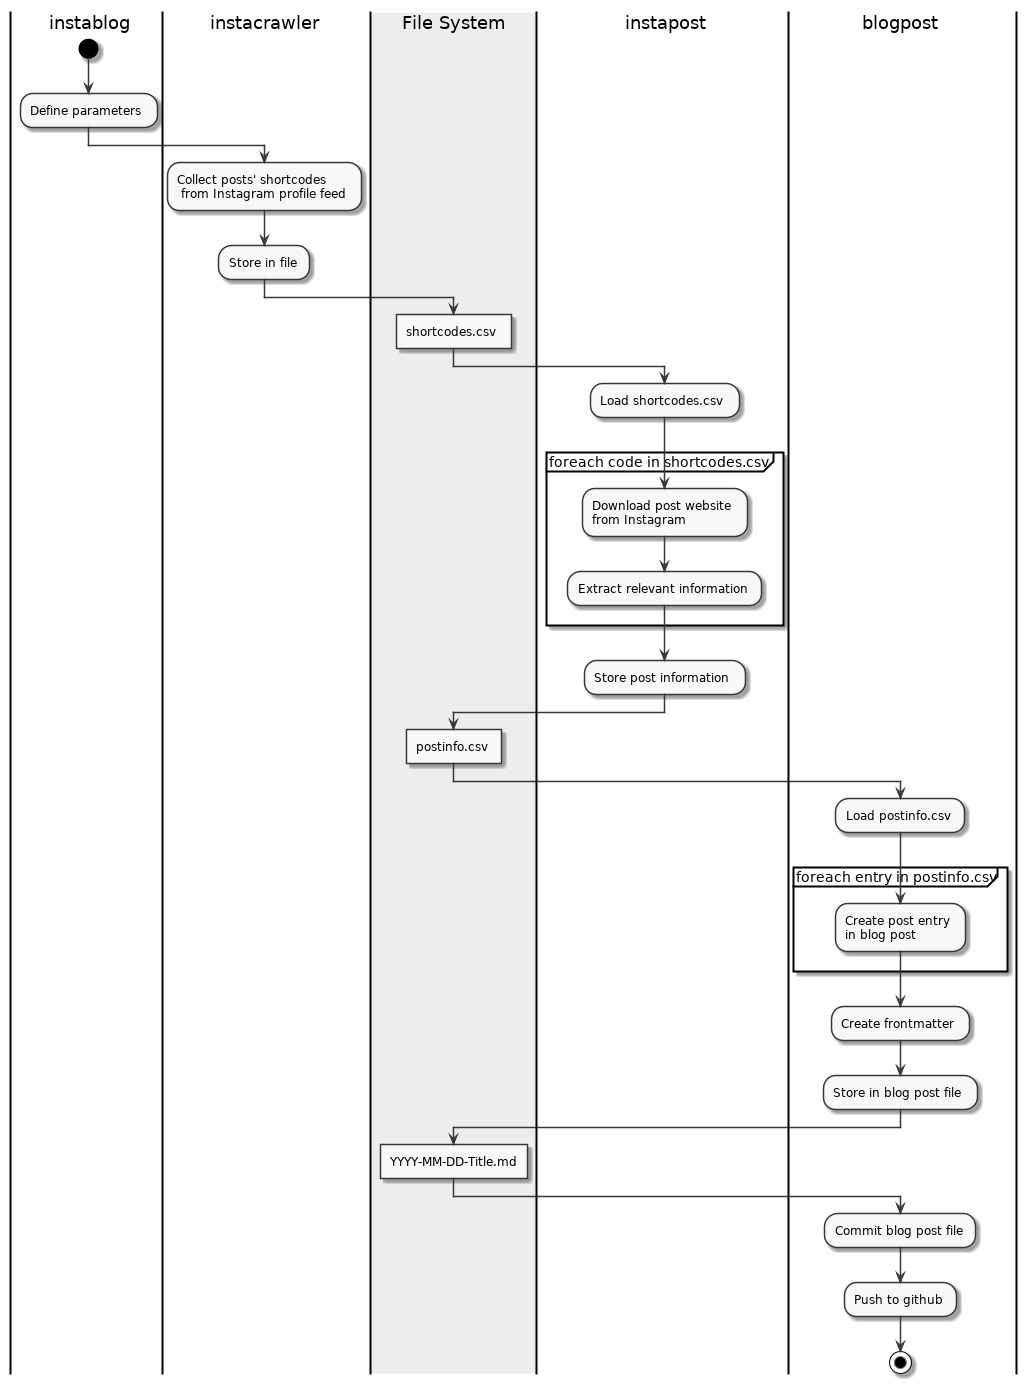 instablog
instacrawler
File System
instapost
blogpost
Define parameters
Collect posts' shortcodes
from Instagram profile feed
Store in file
shortcodes.csv
Load shortcodes.csv
foreach code in shortcodes.csv
Download post website
from Instagram
Extract relevant information
Store post information
postinfo.csv
Load postinfo.csv
foreach entry in postinfo.csv
Create post entry
in blog post
Create frontmatter
Store in blog post file
YYYY-MM-DD-Title.md
Commit blog post file
Push to github